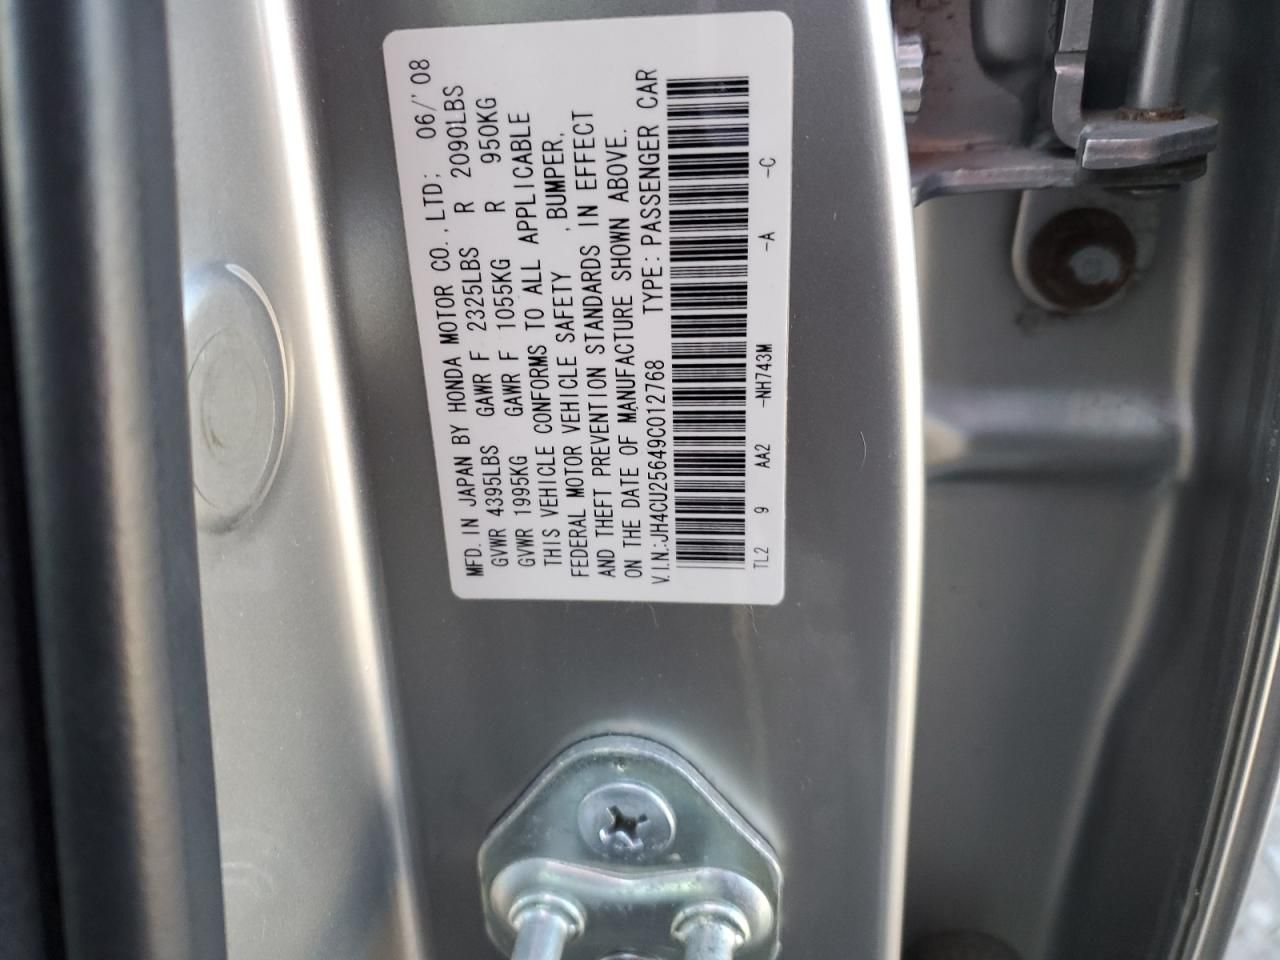 MFD. IN JAPAN BY HONDA MOTOR CO., LTD; 06/'08
GVWR 4395LBS GAWR F 2325LBS R 2090LBS
GVWR 1995KG GAWR F 1055KG R 950KG
THIS VEHICLE CONFORMS TO ALL APPLICABLE
FEDERAL MOTOR VEHICLE SAFETY , BUMPER,
AND THEFT PREVENTION STANDARDS IN EFFECT
ON THE DATE OF MANUFACTURE SHOWN ABOVE.
V.I.N.:JH4CU25649C012768 TYPE:PASSENGER CAR
TL2 9 AA2 -NH743M -A -C